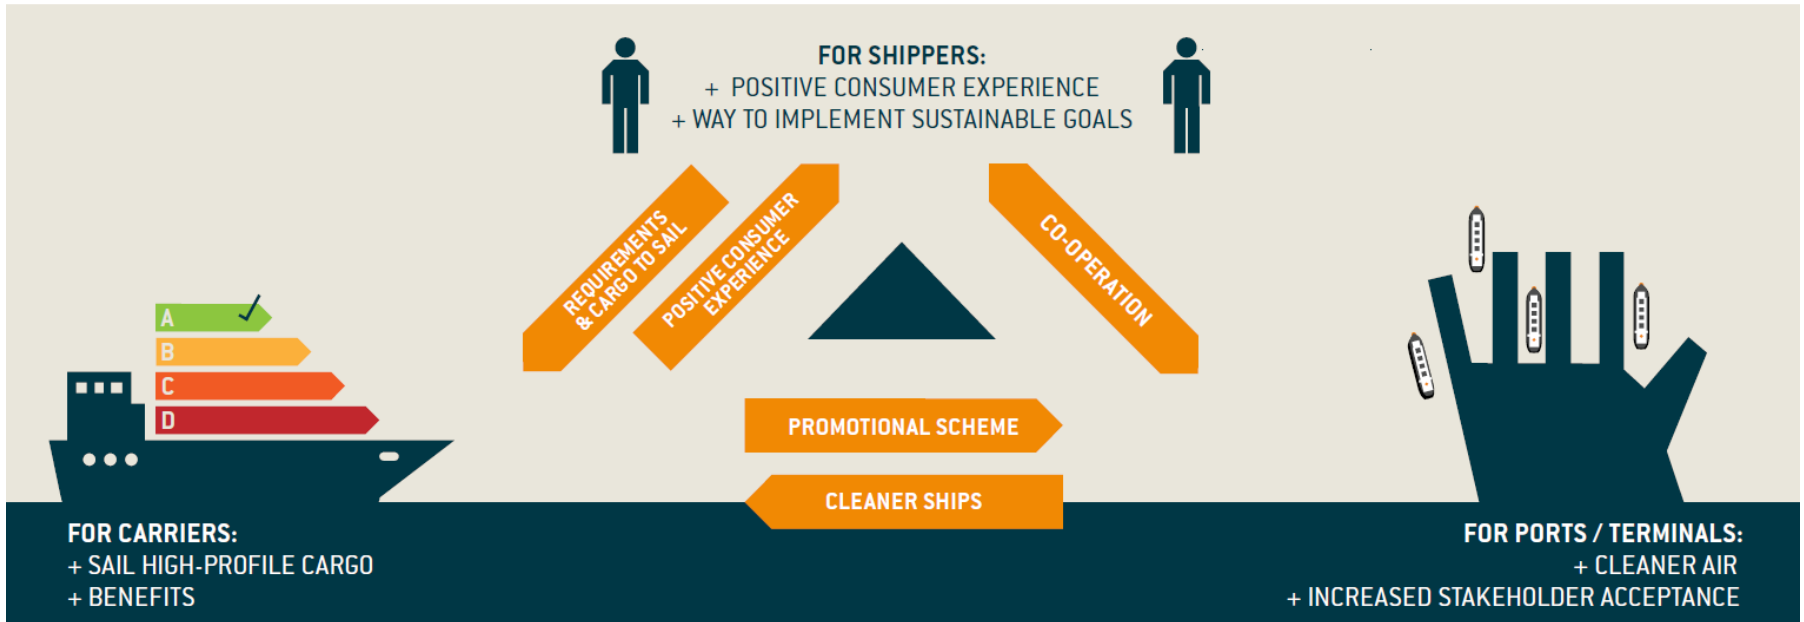 FOR SHIPPERS:
+ POSITIVE CONSUMER EXPERIENCE
+ WAY TO IMPLEMENT SUSTAINABLE GOALS
REQUIREMENTS
& CARGO TO SAIL
POSITIVE CONSUMER
EXPERIENCE
CO-OPERATION
A
B
C
D
PROMOTIONAL SCHEME
CLEANER SHIPS
FOR CARRIERS:
+ SAIL HIGH-PROFILE CARGO
+ BENEFITS
FOR PORTS / TERMINALS:
+ CLEANER AIR
+ INCREASED STAKEHOLDER ACCEPTANCE